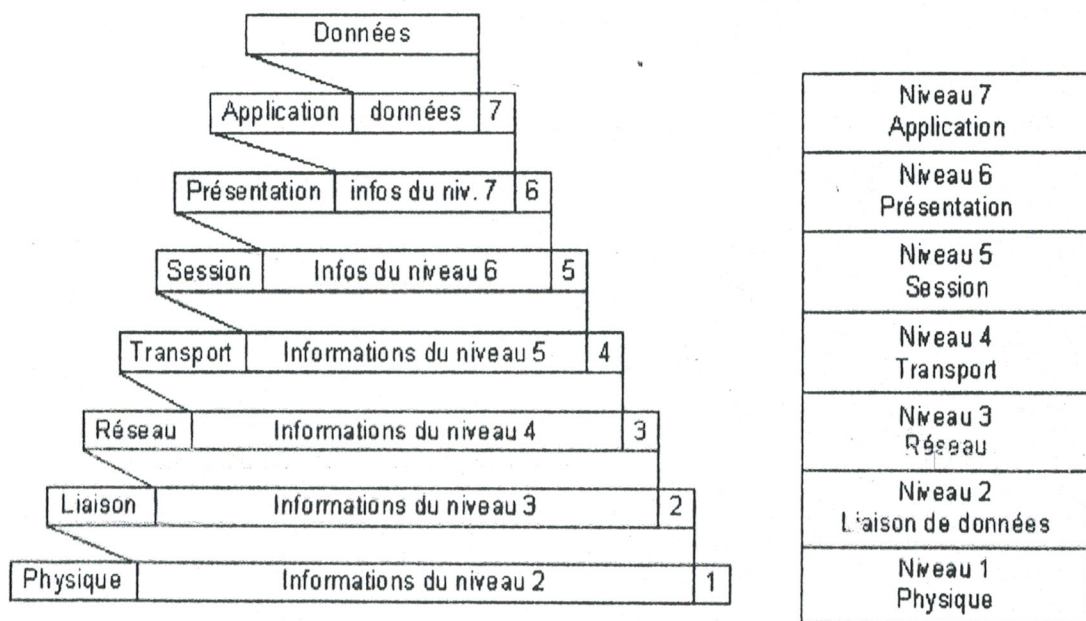 Données
Application données 7
Présentation infos du niv. 7 6
Session Infos du niveau 6 5
Transport Informations du niveau 5 4
Réseau Informations du niveau 4 3
Liaison Informations du niveau 3 2
Physique Informations du niveau 2 1
Niveau 7
Application
Niveau 6
Présentation
Niveau 5
Session
Niveau 4
Transport
Niveau 3
Réseau
Niveau 2
Liaison de données
Niveau 1
Physique